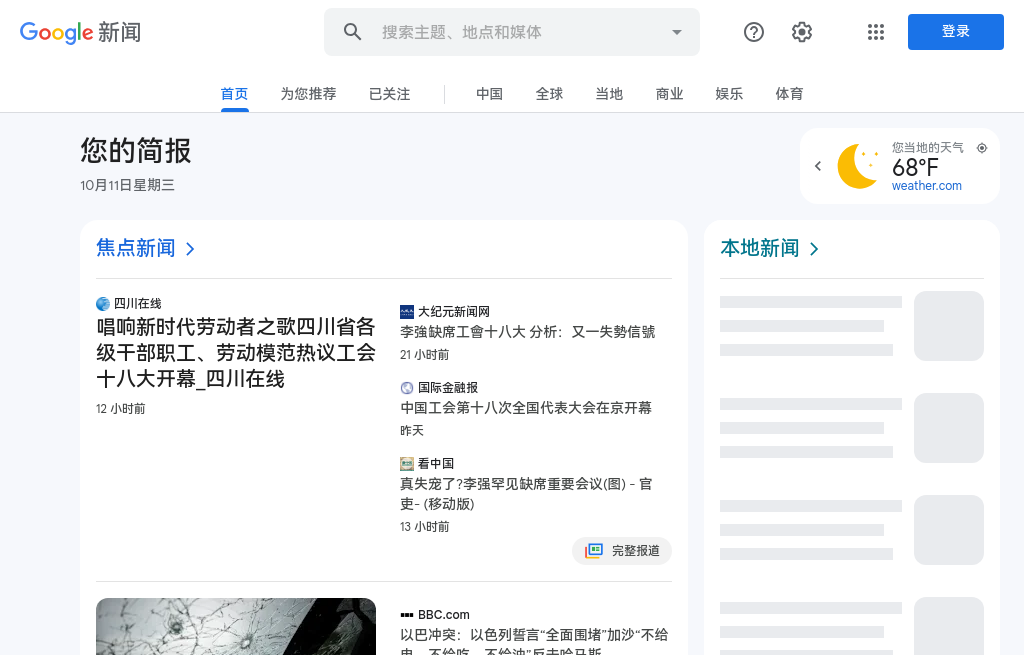 Google 新闻
搜索主题、地点和媒体
登录
首页
为您推荐
已关注
中国
全球
当地
商业
娱乐
体育
您的简报
10月11日星期三
您当地的天气
68°F
weather.com
焦点新闻
四川在线
唱响新时代劳动者之歌四川省各
级干部职工、劳动模范热议工会
十八大开幕_四川在线
12 小时前
大纪元新闻网
李強缺席工會十八大 分析：又一失勢信號
21 小时前
国际金融报
中国工会第十八次全国代表大会在京开幕
昨天
看中国
真失宠了?李强罕见缺席重要会议(图) - 官
吏- (移动版)
13 小时前
完整报道
BBC.com
以巴冲突：以色列誓言“全面围堵”加沙“不给
电、不给吃、不给油”反击哈马斯
本地新闻